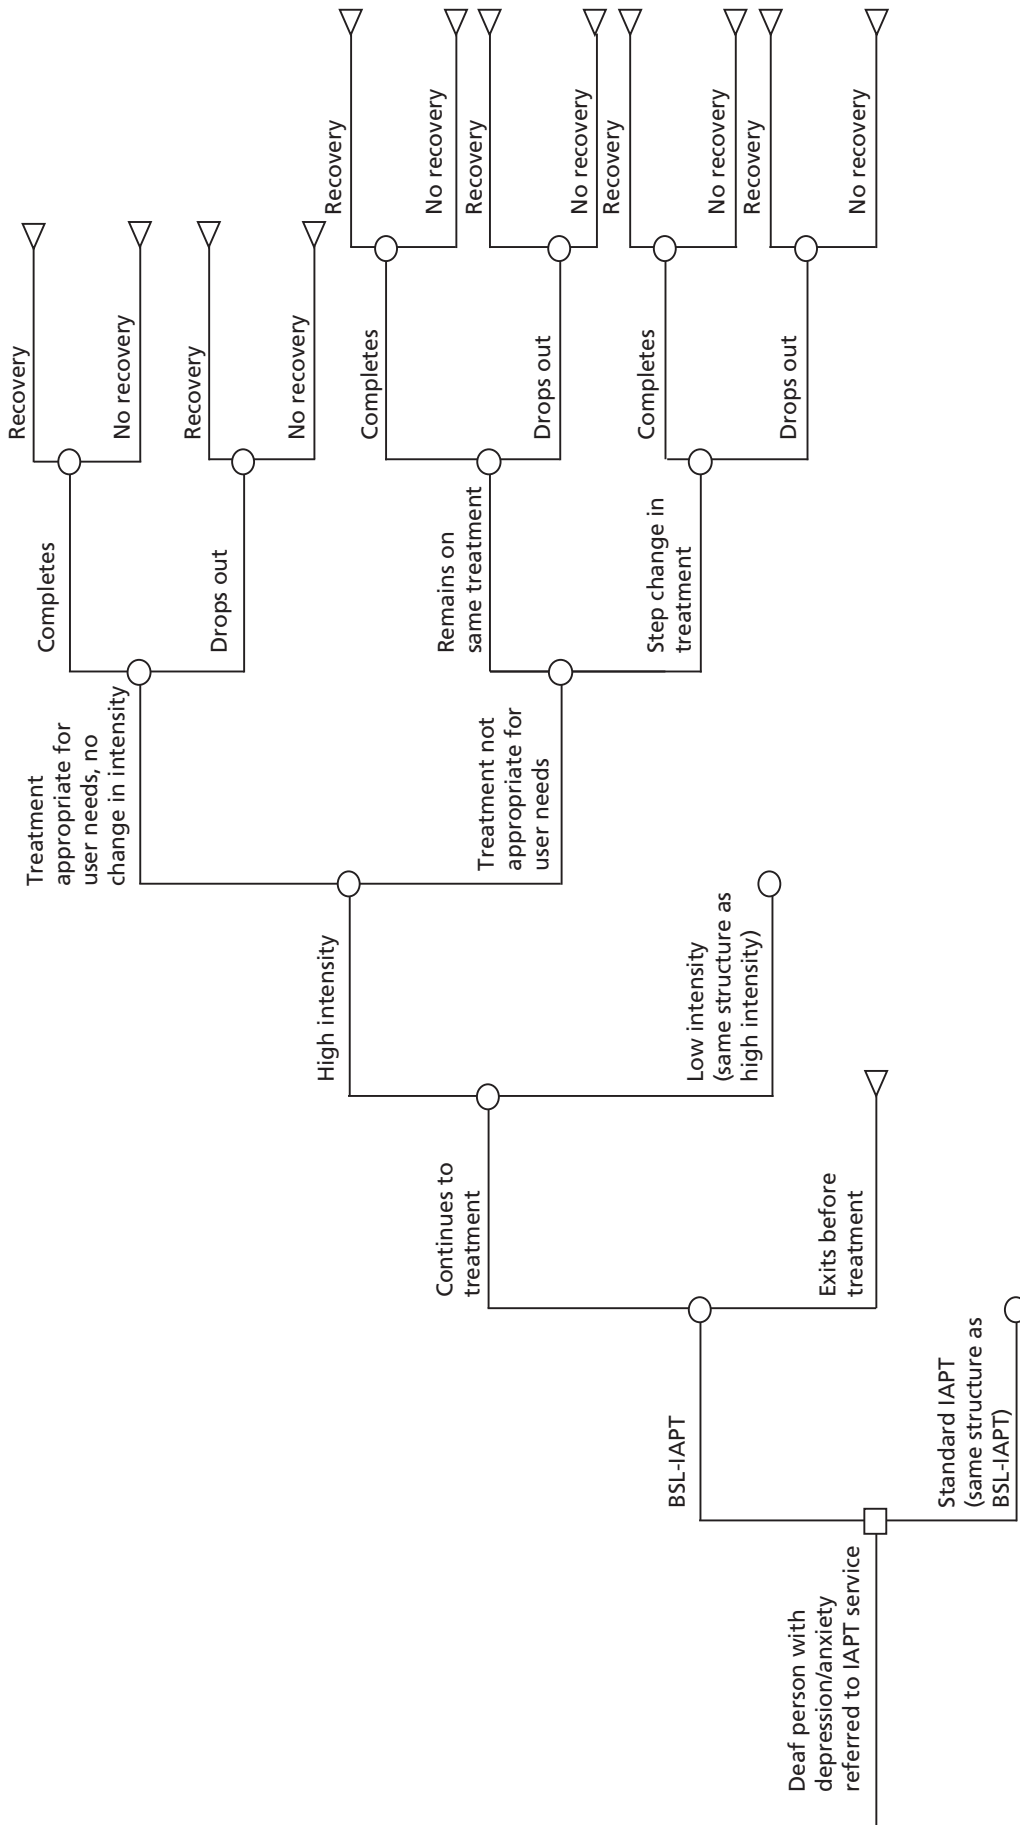 Deaf person with
depression/anxiety
referred to IAPT service
BSL-IAPT
Standard IAPT
(same structure as
BSL-IAPT)
Continues to
treatment
Exits before
treatment
High intensity
Low intensity
(same structure as
high intensity)
Treatment
appropriate for
user needs, no
change in intensity
Treatment not
appropriate for
user needs
Completes
Drops out
Remains on
same treatment
Step change in
treatment
Recovery
No recovery
Recovery
No recovery
Completes
Drops out
Completes
Drops out
Recovery
No recovery
Recovery
No recovery
Recovery
No recovery
Recovery
No recovery